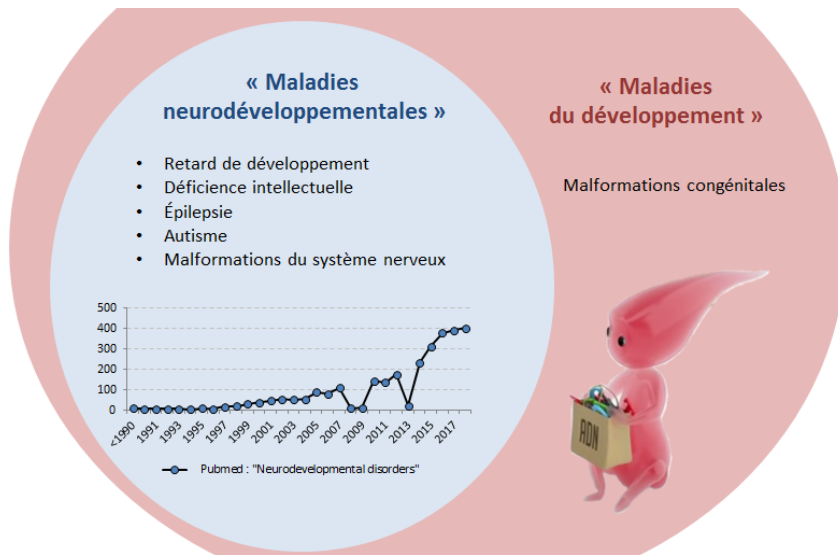 « Maladies
neurodéveloppementales »
• Retard de développement
• Déficience intellectuelle
• Épilepsie
• Autisme
• Malformations du système nerveux
500
400
300
200
100
0
<1990
1991
1993
1995
1997
1999
2001
2003
2005
2007
2009
2011
2013
2015
2017
Pubmed : "Neurodevelopmental disorders"
« Maladies
du développement »
Malformations congénitales
ADN